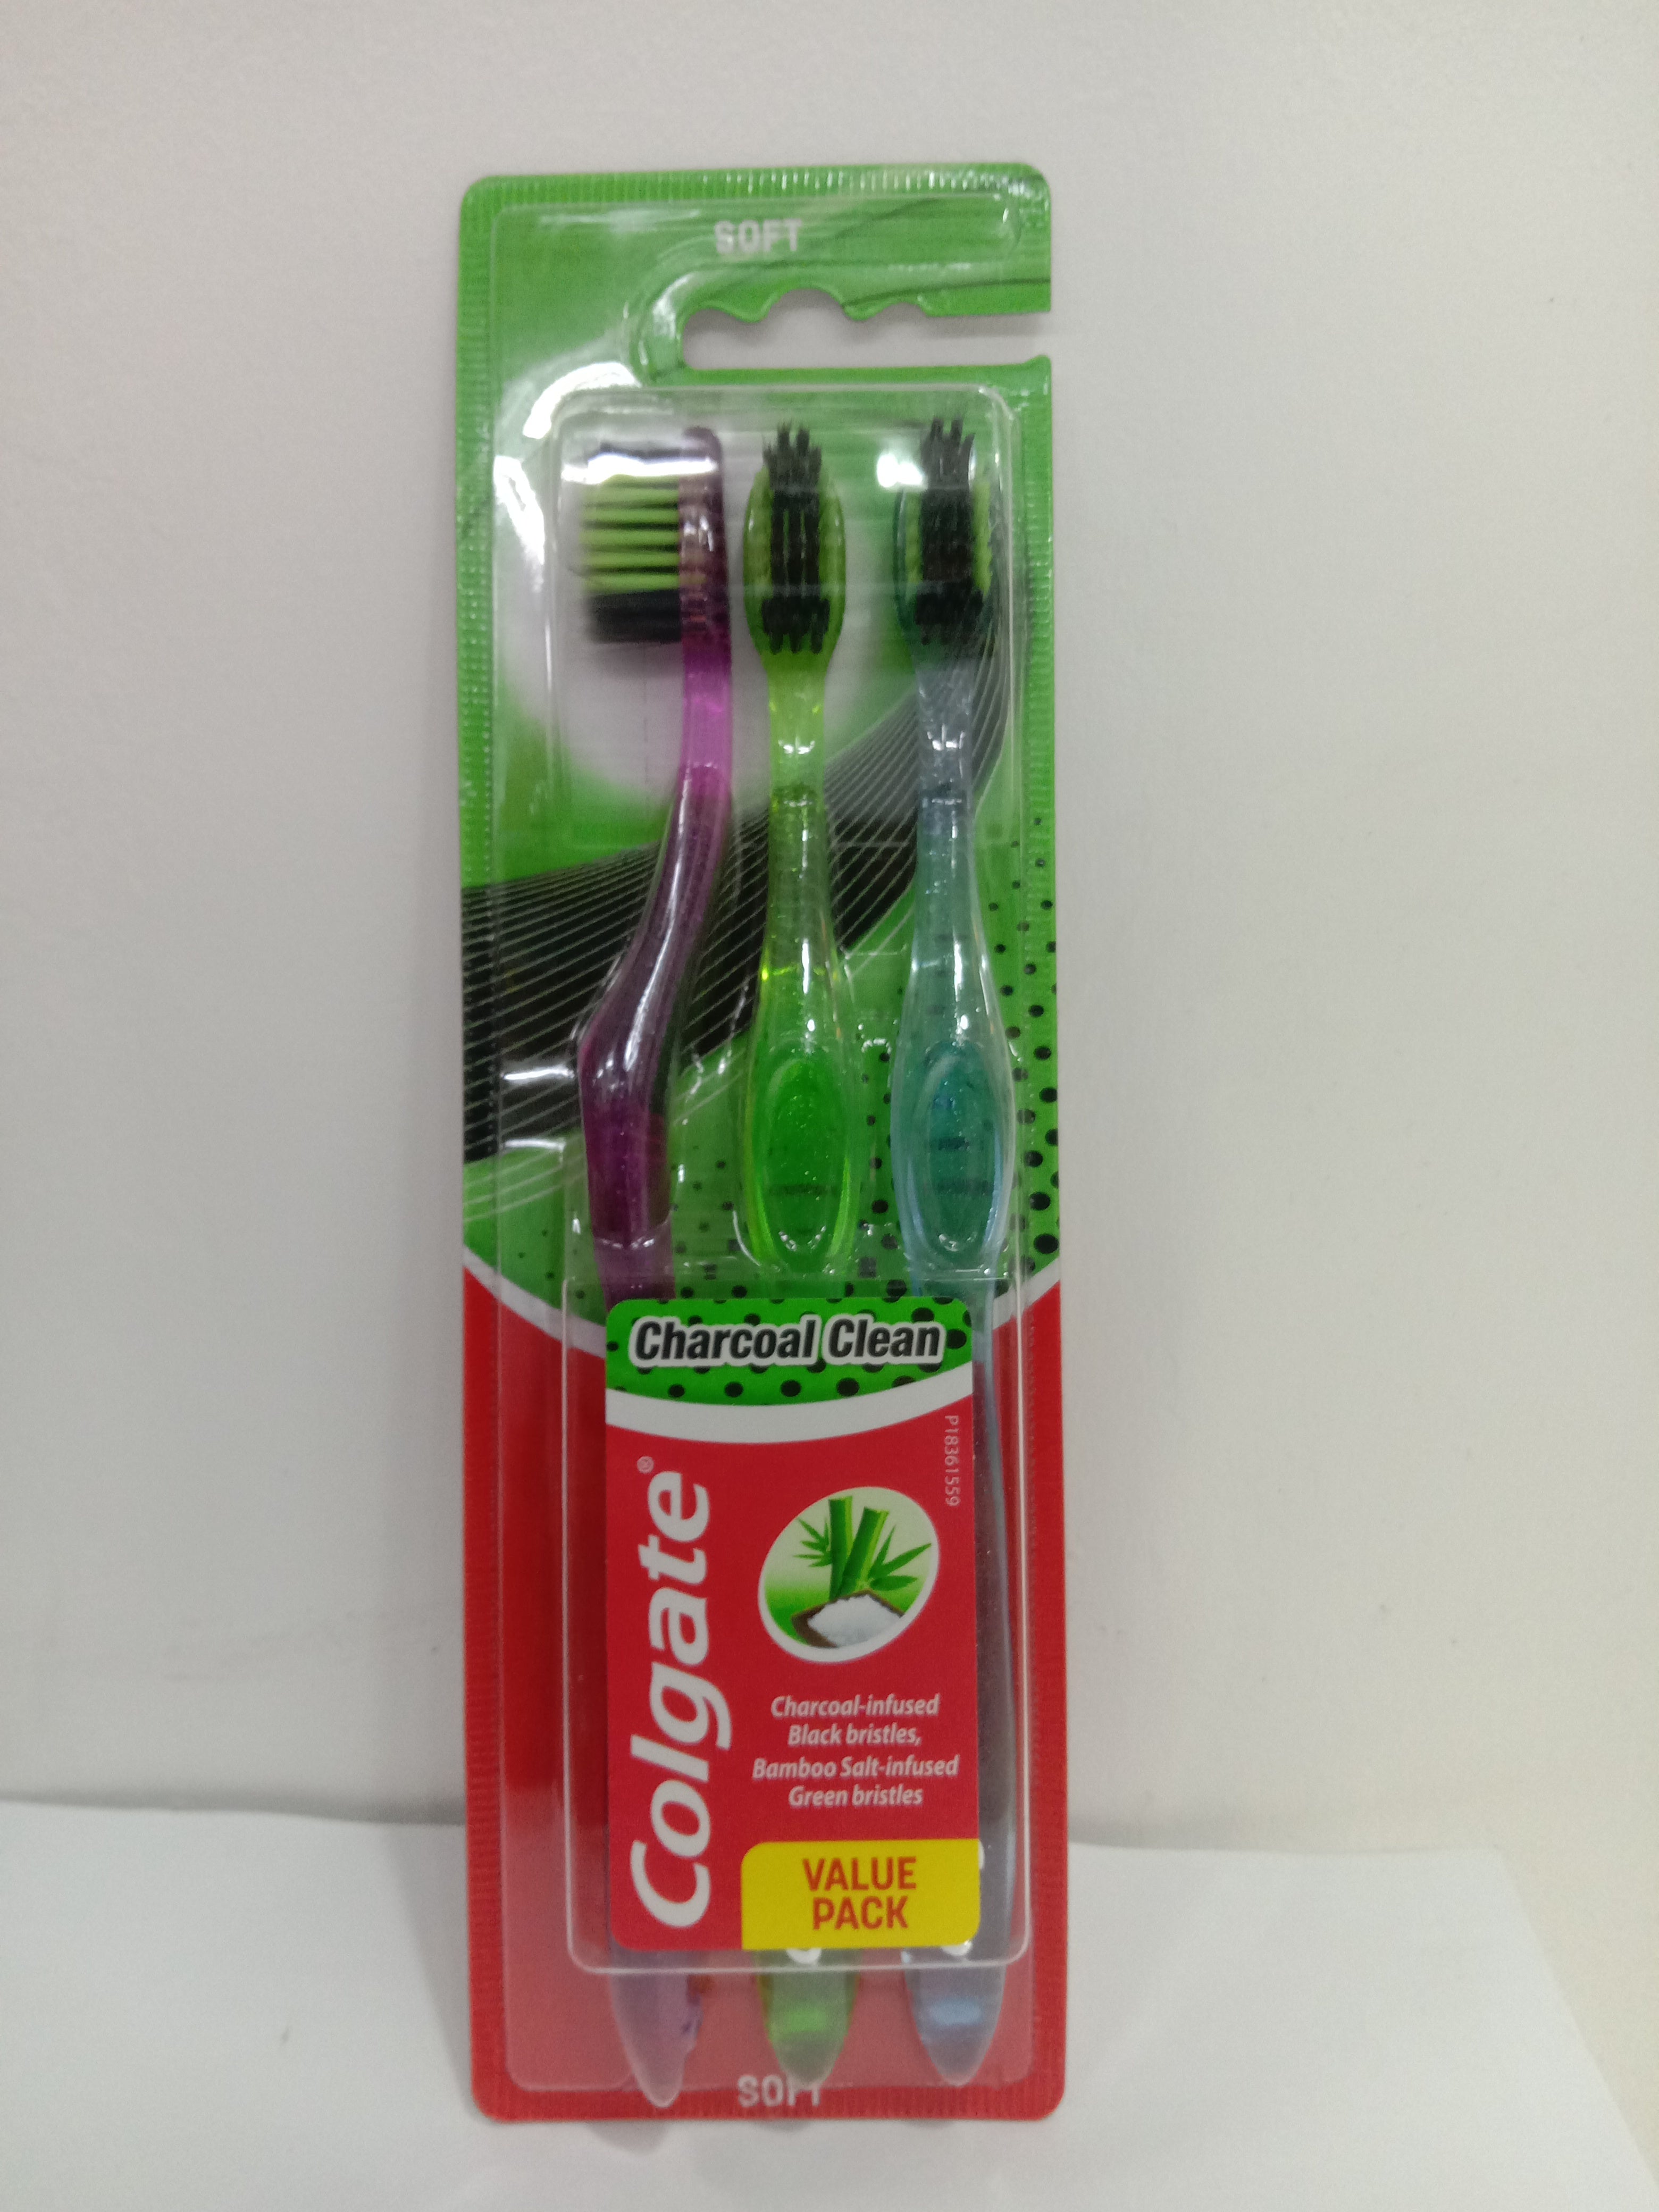 SOFT
Charcoal Clean
P18361559
Colgate®
Charcoal-infused
Black bristles,
Bamboo Salt-infused
Green bristles
VALUE
PACK
SOFT